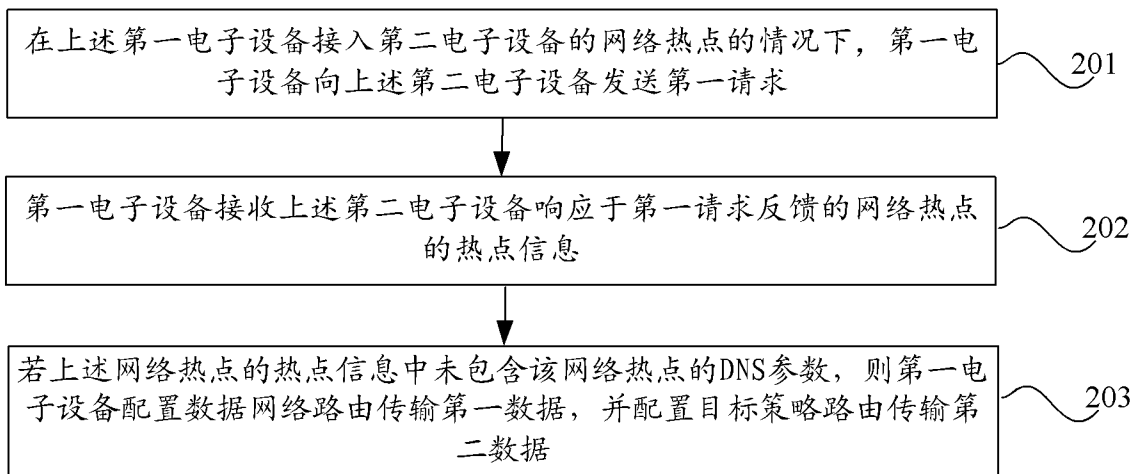 在上述第一电子设备接入第二电子设备的网络热点的情况下，第一电
子设备向上述第二电子设备发送第一请求
201
第一电子设备接收上述第二电子设备响应于第一请求反馈的网络热点
的热点信息
202
若上述网络热点的热点信息中未包含该网络热点的DNS参数，则第一电
子设备配置数据网络路由传输第一数据，并配置目标策略路由传输第
二数据
203